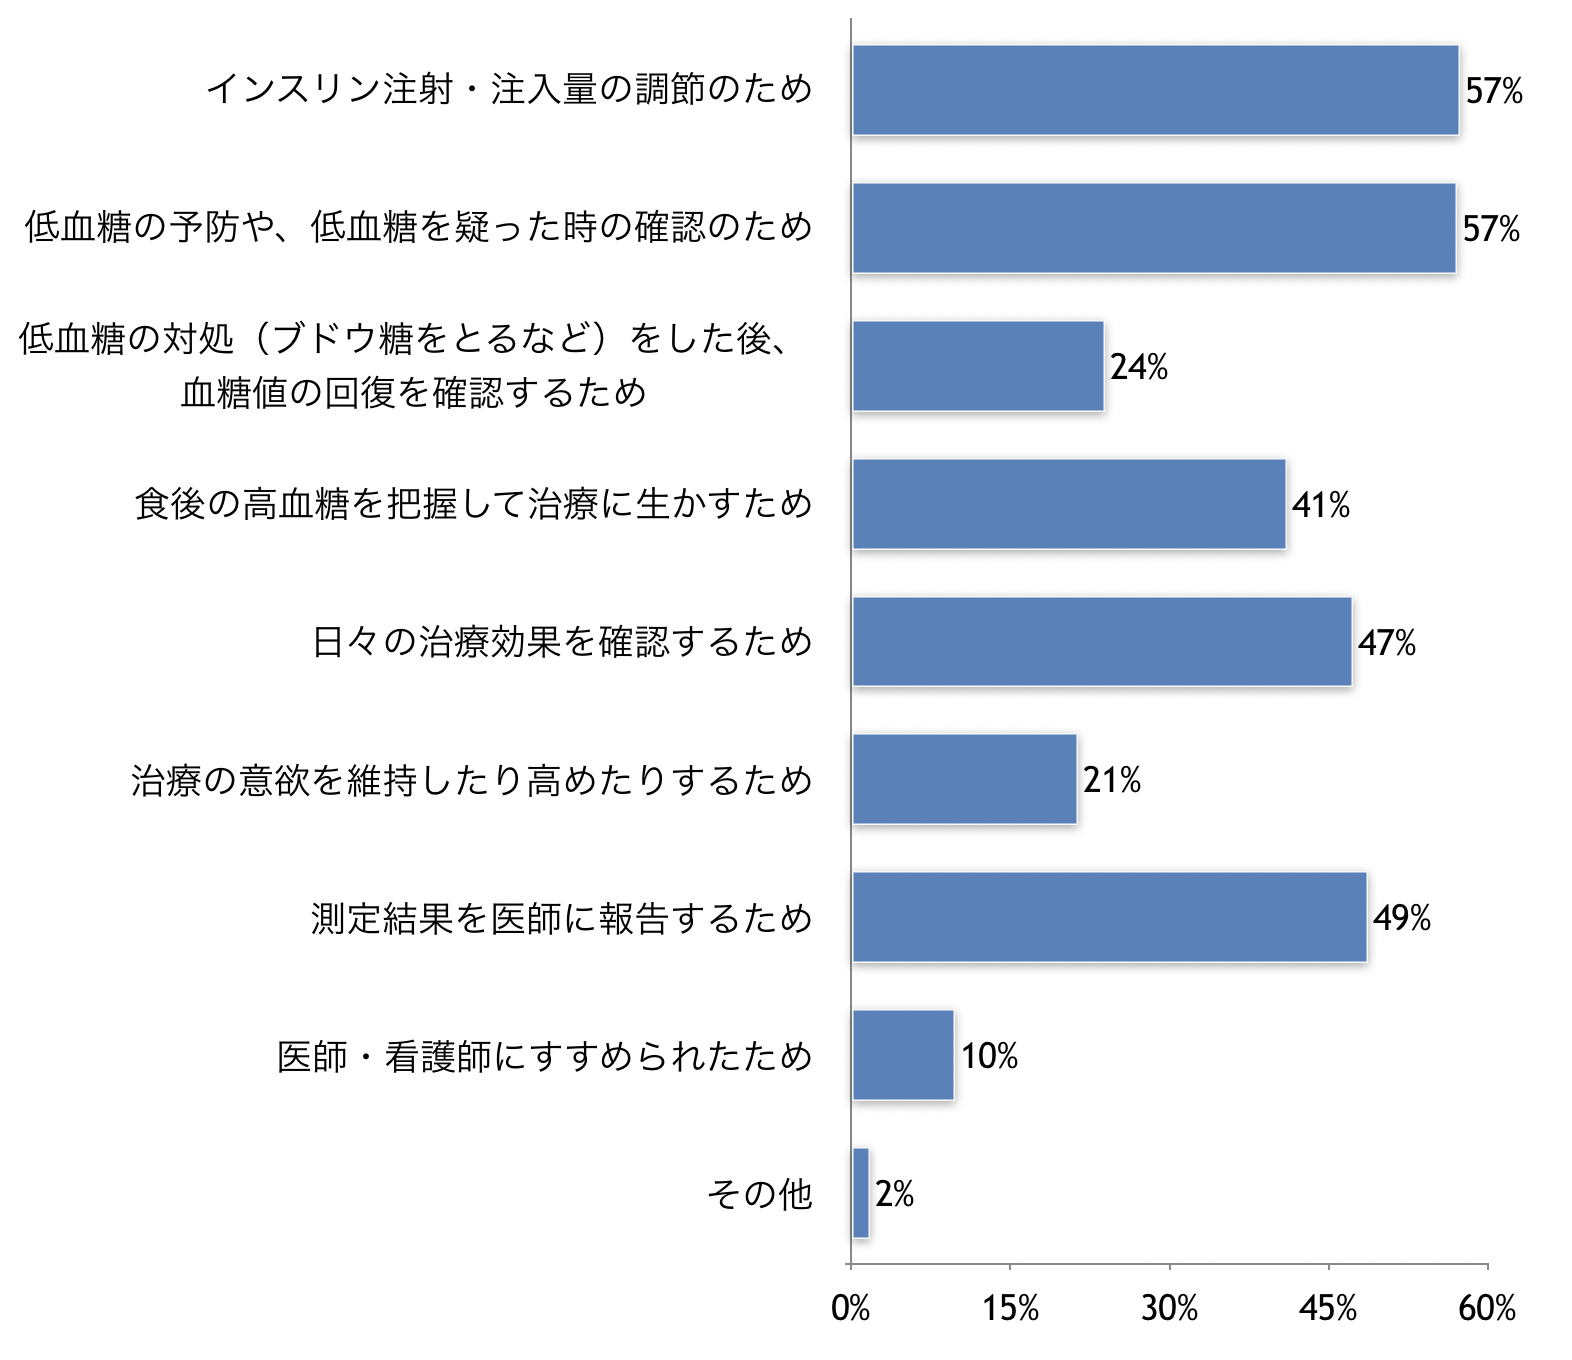 インスリン注射・注入量の調節のため
57%
低血糖の予防や、低血糖を疑った時の確認のため
57%
低血糖の対処（ブドウ糖をとるなど）をした後、
血糖値の回復を確認するため
24%
食後の高血糖を把握して治療に生かすため
41%
日々の治療効果を確認するため
47%
治療の意欲を維持したり高めたりするため
21%
測定結果を医師に報告するため
49%
医師・看護師にすすめられたため
10%
その他
2%
0% 15% 30% 45% 60%